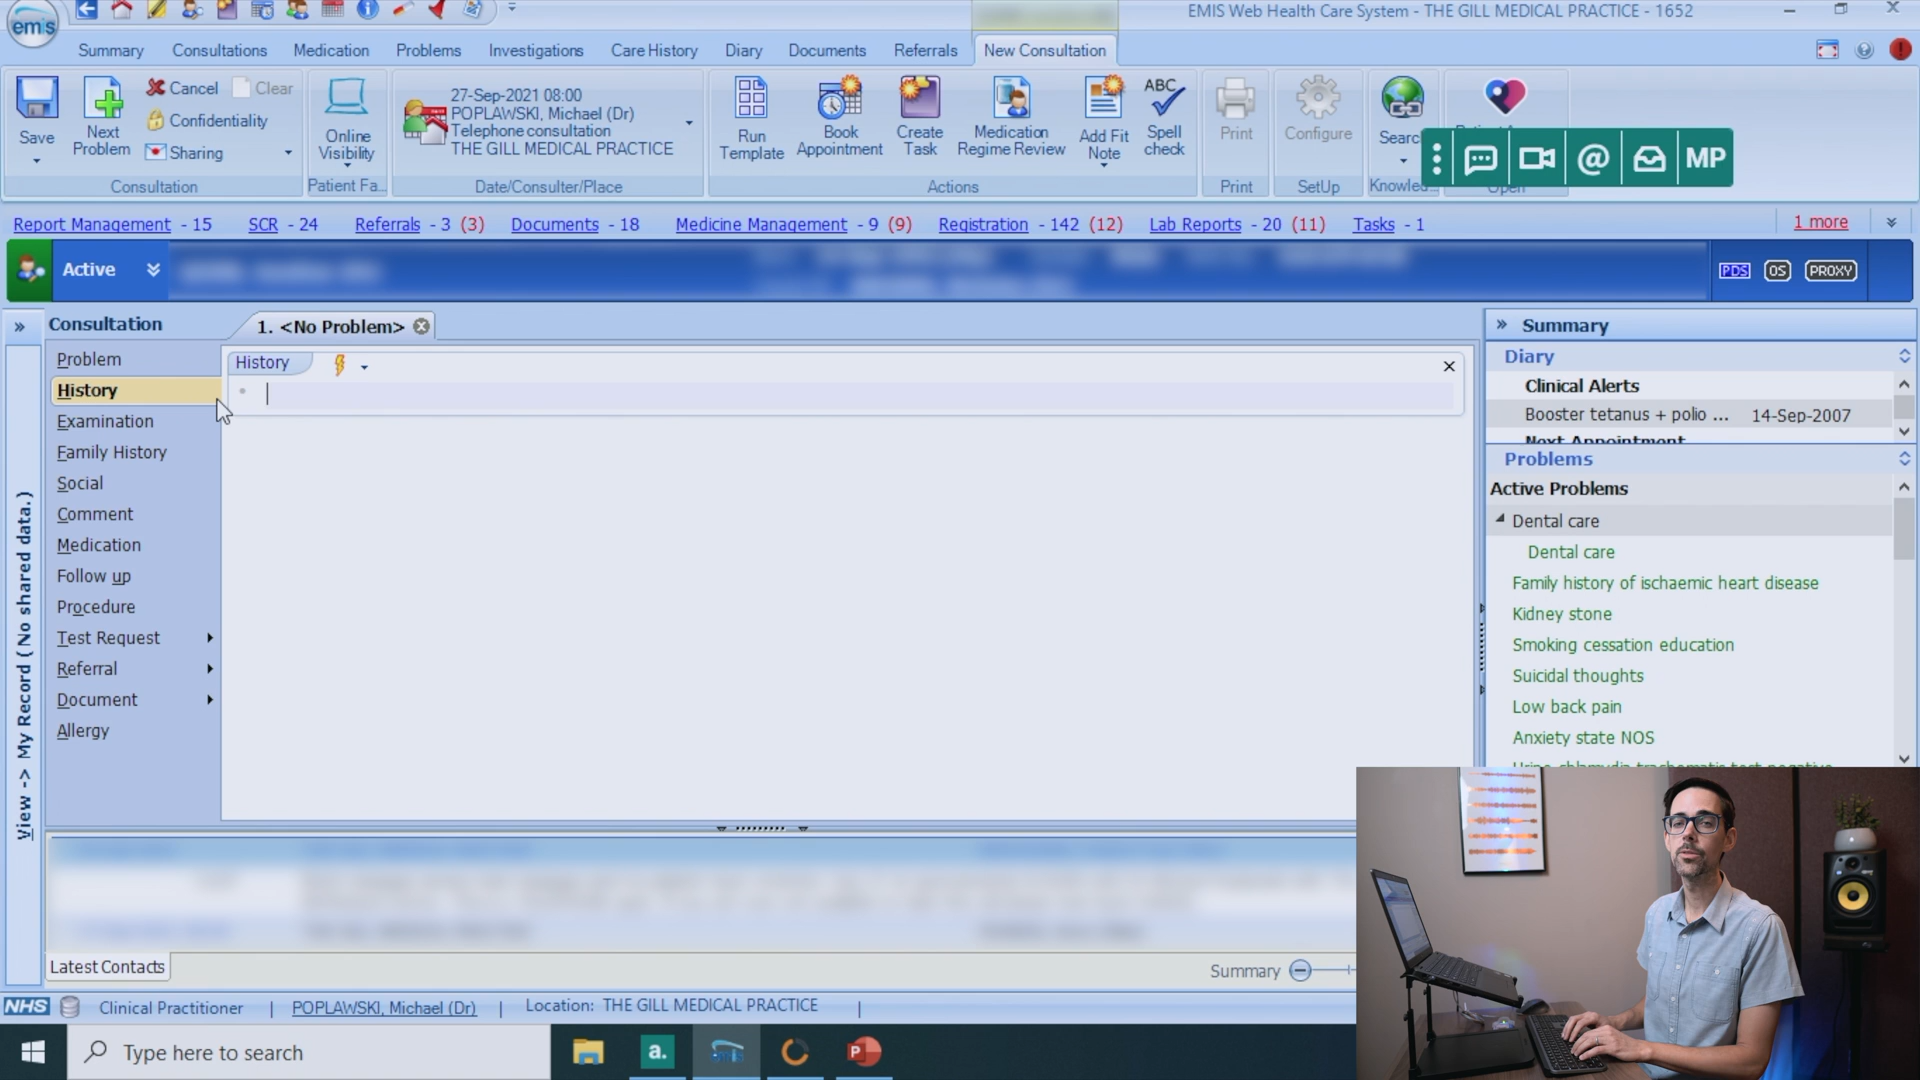 emis
EMIS Web Health Care System - THE GILL MEDICAL PRACTICE - 1652
Summary
Consultations
Medication
Problems
Investigations
Care History
Diary
Documents
Referrals
New Consultation
Save
Next
Problem
Cancel
Clear
Confidentiality
Sharing
Consultation
Online
Visibility
Patient Fa...
27-Sep-2021 08:00
POPLAWSKI, Michael (Dr)
Telephone consultation
THE GILL MEDICAL PRACTICE
Date/Consulter/Place
Run
Template
Book
Appointment
Create
Task
Medication
Regime Review
Add Fit
Note
ABC
Spell
check
Actions
Print
Print
Configure
SetUp
Searc
Knowled...
MP
Report Management - 15
SCR - 24
Referrals - 3 (3)
Documents - 18
Medicine Management - 9 (9)
Registration - 142 (12)
Lab Reports - 20 (11)
Tasks - 1
1 more
Active
PDS
OS
PROXY
View -> My Record ( No shared data.)
Consultation
Problem
History
Examination
Family History
Social
Comment
Medication
Follow up
Procedure
Test Request
Referral
Document
Allergy
1. <No Problem>
History
Summary
Diary
Clinical Alerts
Booster tetanus + polio ... 14-Sep-2007
Next Appointment
Problems
Active Problems
Dental care
Dental care
Family history of ischaemic heart disease
Kidney stone
Smoking cessation education
Suicidal thoughts
Low back pain
Anxiety state NOS
Latest Contacts
Summary
NHS
Clinical Practitioner
POPLAWSKI, Michael (Dr)
Location: THE GILL MEDICAL PRACTICE
Type here to search
a.
emis
P